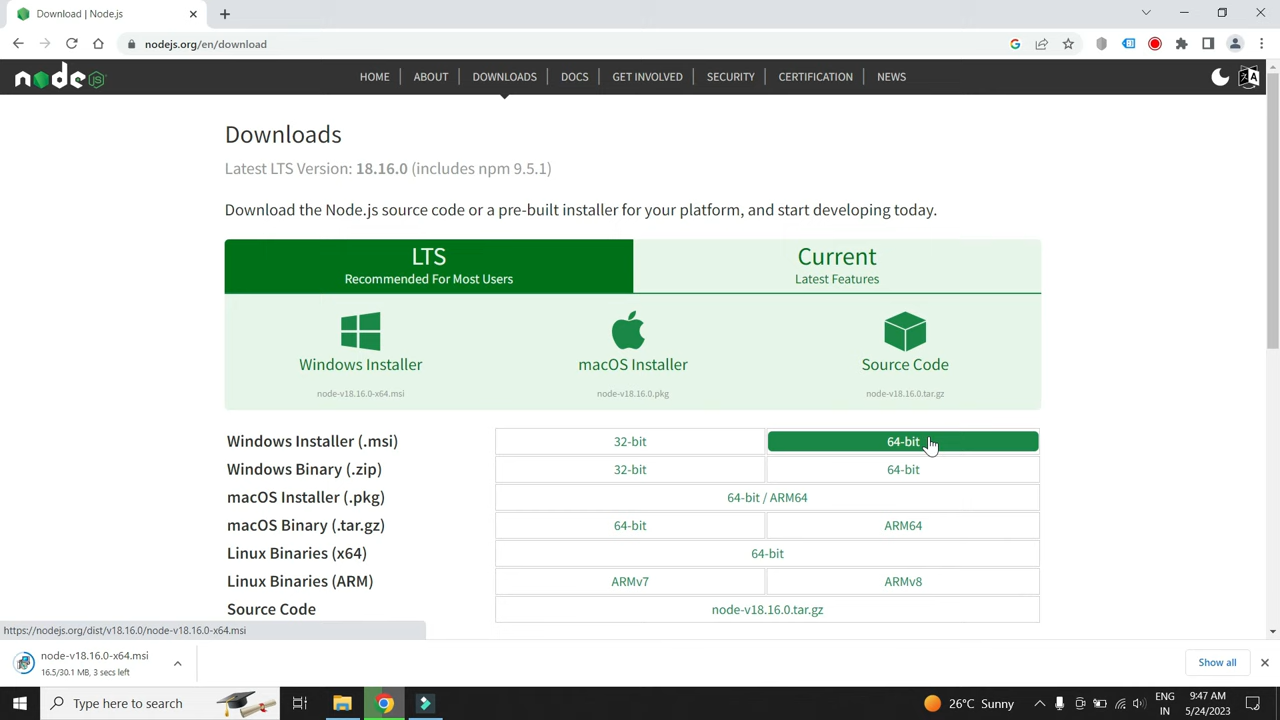 Download | Node.js
nodejs.org/en/download
node JS
HOME ABOUT DOWNLOADS DOCS GET INVOLVED SECURITY CERTIFICATION NEWS
Downloads
Latest LTS Version: 18.16.0 (includes npm 9.5.1)
Download the Node.js source code or a pre-built installer for your platform, and start developing today.
LTS
Recommended For Most Users
Current
Latest Features
Windows Installer
node-v18.16.0-x64.msi
macOS Installer
node-v18.16.0.pkg
Source Code
node-v18.16.0.tar.gz
Windows Installer (.msi) 32-bit 64-bit
Windows Binary (.zip) 32-bit 64-bit
macOS Installer (.pkg) 64-bit / ARM64
macOS Binary (.tar.gz) 64-bit ARM64
Linux Binaries (x64) 64-bit
Linux Binaries (ARM) ARMv7 ARMv8
Source Code node-v18.16.0.tar.gz
https://nodejs.org/dist/v18.16.0/node-v18.16.0-x64.msi
node-v18.16.0-x64.msi
16.5/30.1 MB, 3 secs left
Show all
Type here to search
26°C Sunny
ENG
IN
9:47 AM
5/24/2023